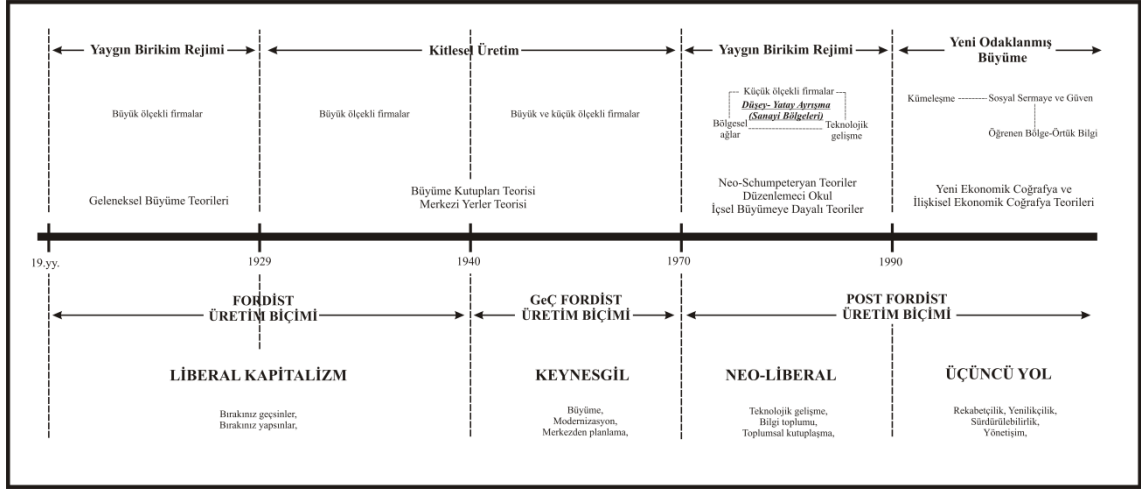 Yaygın Birikim Rejimi
Kitlesel Üretim
Yaygın Birikim Rejimi
Yeni Odaklanmış
Büyüme
Büyük ölçekli firmalar
Büyük ölçekli firmalar
Büyük ve küçük ölçekli firmalar
Küçük ölçekli firmalar
Düşey- Yatay Ayrışma
(Sanayi Bölgeleri)
Bölgesel
ağlar
Teknolojik
gelişme
Kümeleşme
Sosyal Sermaye ve Güven
Öğrenen Bölge-Örtük Bilgi
Geleneksel Büyüme Teorileri
Büyüme Kutupları Teorisi
Merkezi Yerler Teorisi
Neo-Schumpeteryan Teoriler
Düzenlemeci Okul
İçsel Büyümeye Dayalı Teoriler
Yeni Ekonomik Coğrafya ve
İlişkisel Ekonomik Coğrafya Teorileri
19.yy.
1929
1940
1970
1990
FORDİST
ÜRETİM BİÇİMİ
GeÇ FORDİST
ÜRETİM BİÇİMİ
POST FORDİST
ÜRETİM BİÇİMİ
LİBERAL KAPİTALİZM
KEYNESGİL
NEO-LİBERAL
ÜÇÜNCÜ YOL
Bırakınız geçsinler,
Bırakınız yapsınlar,
Büyüme,
Modernizasyon,
Merkezden planlama,
Teknolojik gelişme,
Bilgi toplumu,
Toplumsal kutuplaşma,
Rekabetçilik, Yenilikçilik,
Sürdürülebilirlik,
Yönetişim,